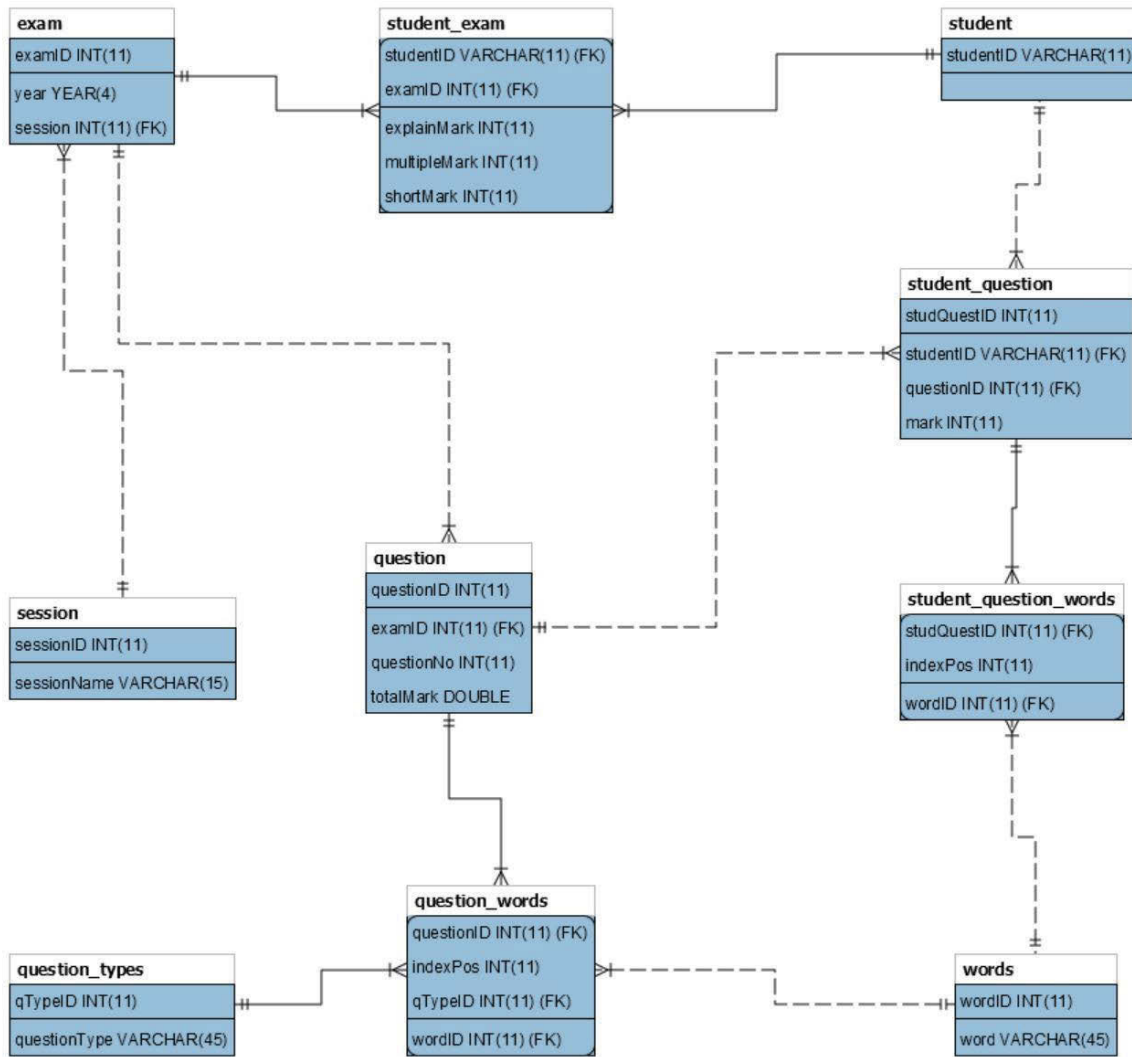 exam
examID INT(11)
year YEAR(4)
session INT(11) (FK)
student_exam
studentID VARCHAR(11) (FK)
examID INT(11) (FK)
explainMark INT(11)
multipleMark INT(11)
shortMark INT(11)
student
studentID VARCHAR(11)
student_question
studQuestID INT(11)
studentID VARCHAR(11) (FK)
questionID INT(11) (FK)
mark INT(11)
question
questionID INT(11)
examID INT(11) (FK)
questionNo INT(11)
totalMark DOUBLE
session
sessionID INT(11)
sessionName VARCHAR(15)
student_question_words
studQuestID INT(11) (FK)
indexPos INT(11)
wordID INT(11) (FK)
question_types
qTypeID INT(11)
questionType VARCHAR(45)
question_words
questionID INT(11) (FK)
indexPos INT(11)
qTypeID INT(11) (FK)
wordID INT(11) (FK)
words
wordID INT(11)
word VARCHAR(45)